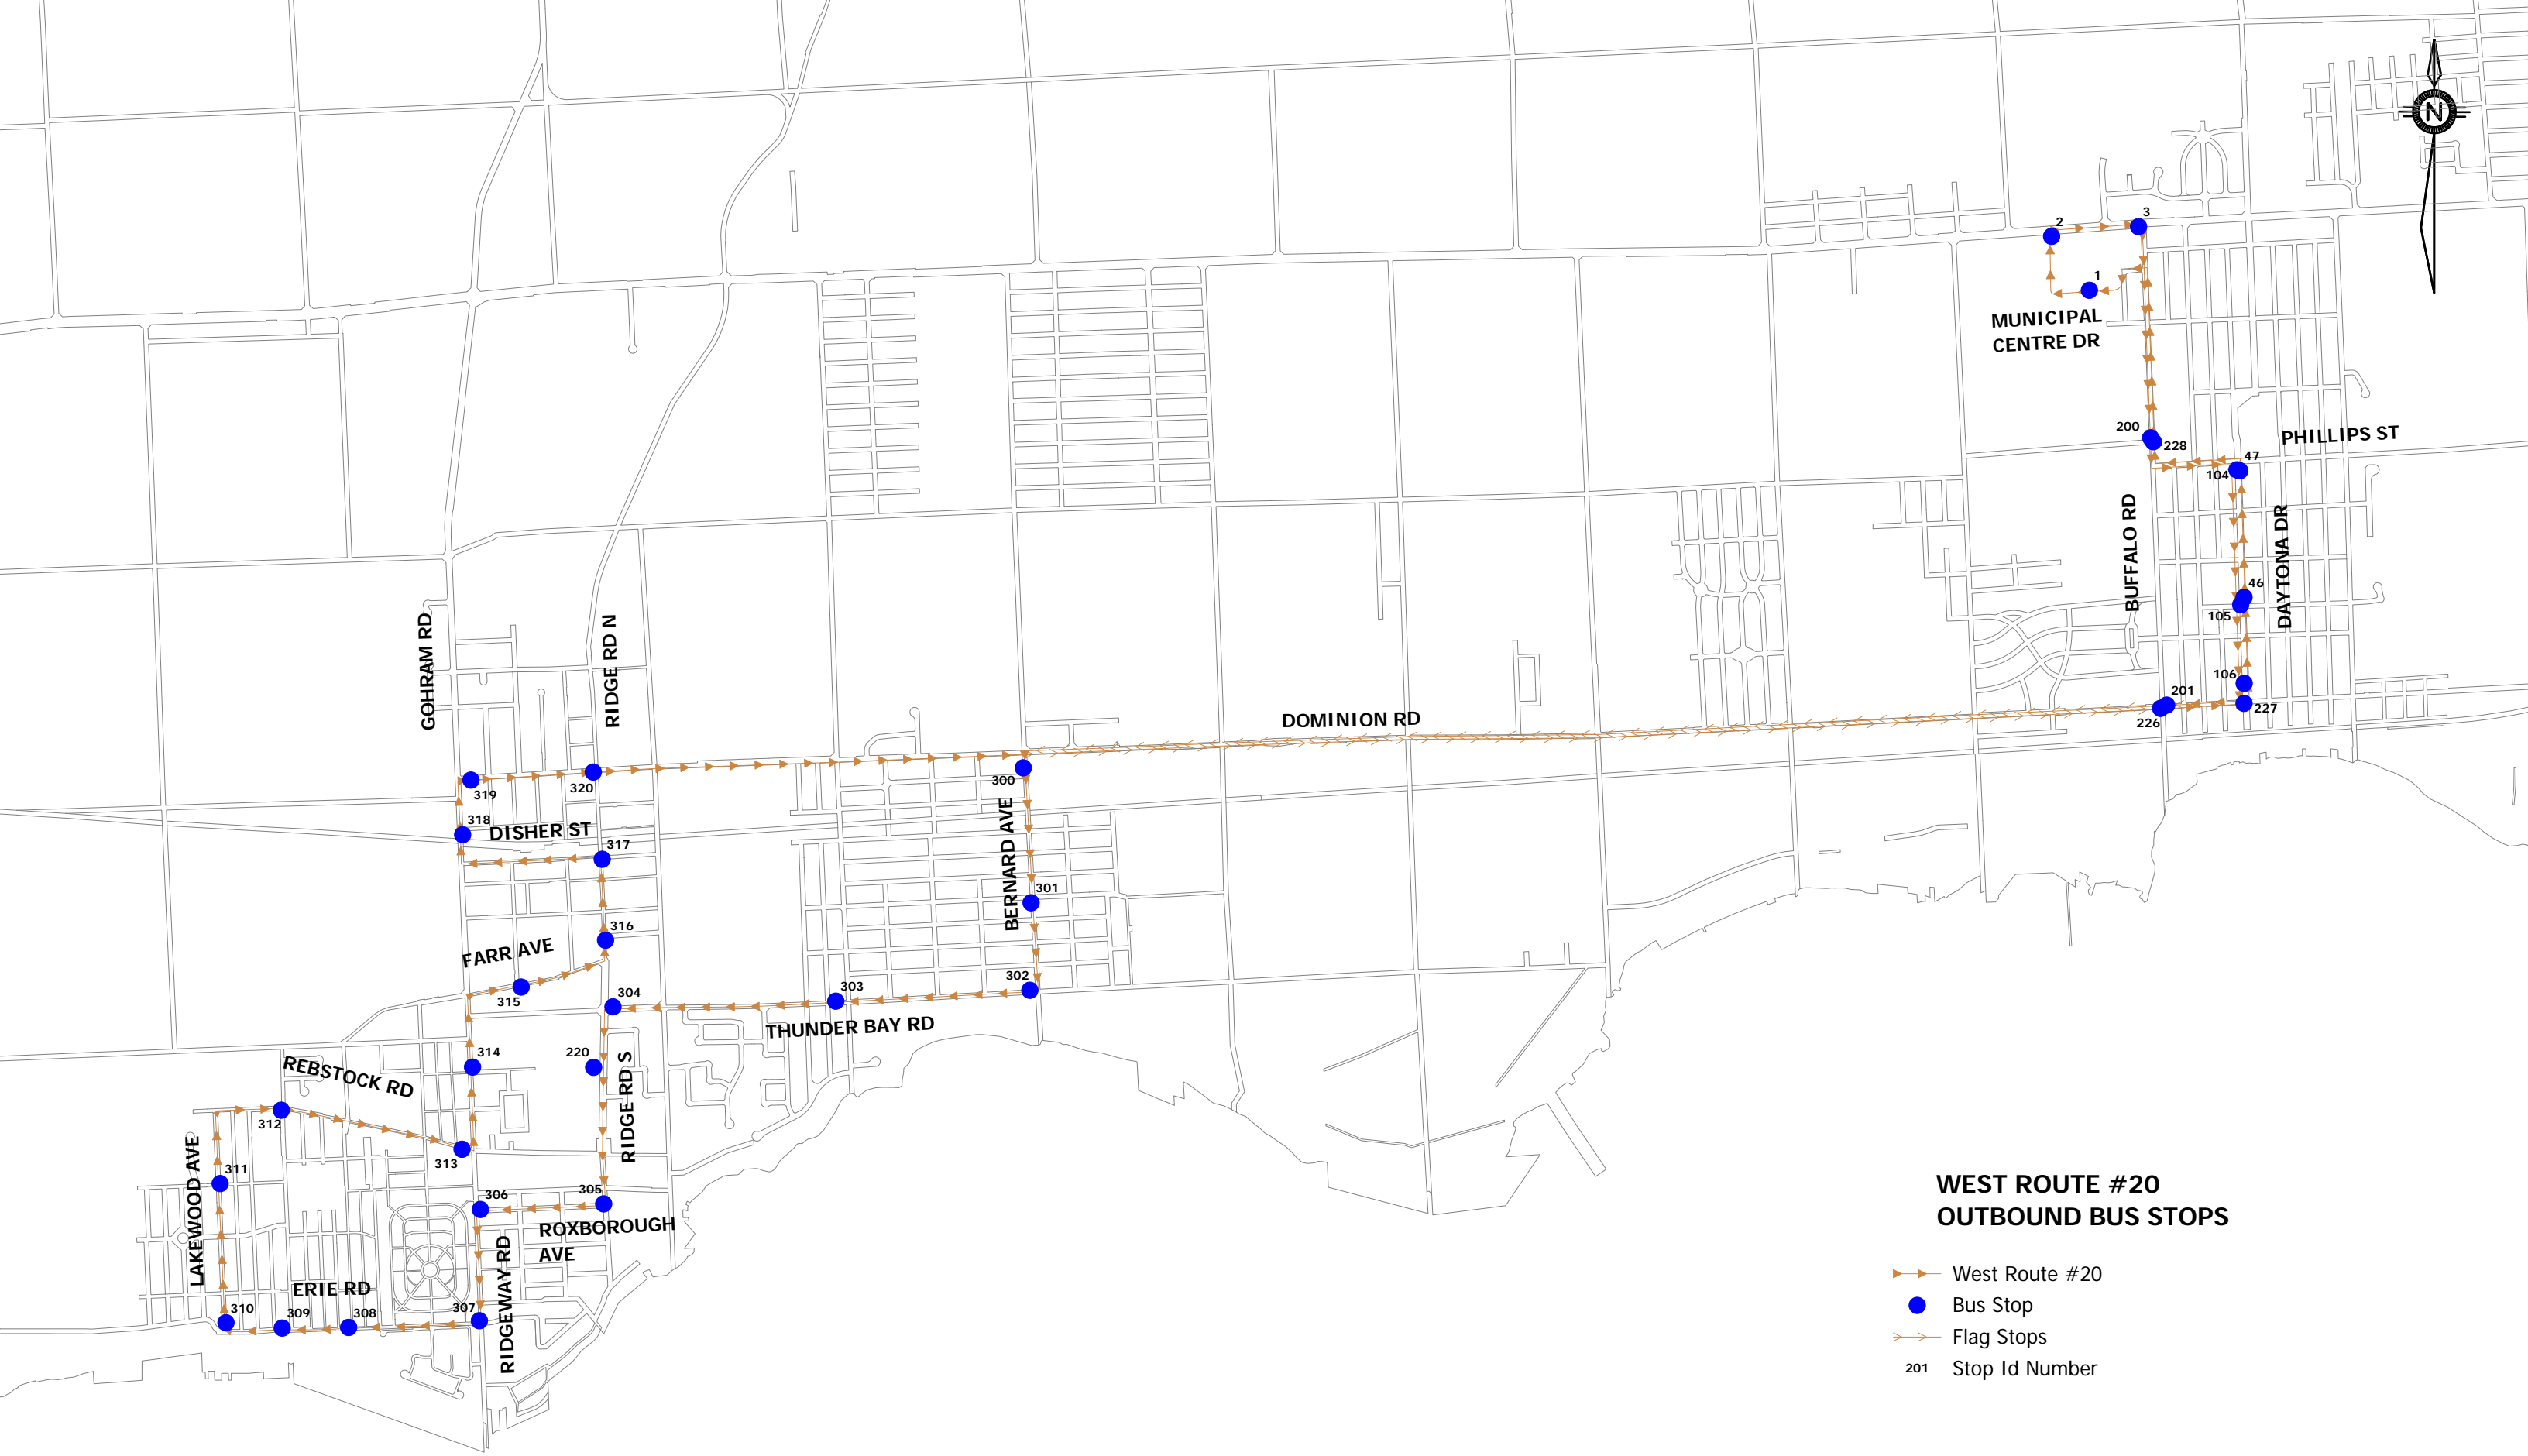 N
2
3
1
MUNICIPAL
CENTRE DR
200
228
PHILLIPS ST
47
104
BUFFALO RD
DAYTONA DR
46
105
106
201
226
227
DOMINION RD
GOHRAM RD
RIDGE RD N
319
320
300
318
DISHER ST
317
BERNARD AVE
301
316
FARR AVE
315
302
303
304
THUNDER BAY RD
314
220
REBSTOCK RD
RIDGE RD S
312
313
LAKEWOOD AVE
311
306
305
ROXBOROUGH
AVE
RIDGEWAY RD
ERIE RD
310
309
308
307
WEST ROUTE #20
OUTBOUND BUS STOPS
West Route #20
Bus Stop
Flag Stops
201 Stop Id Number